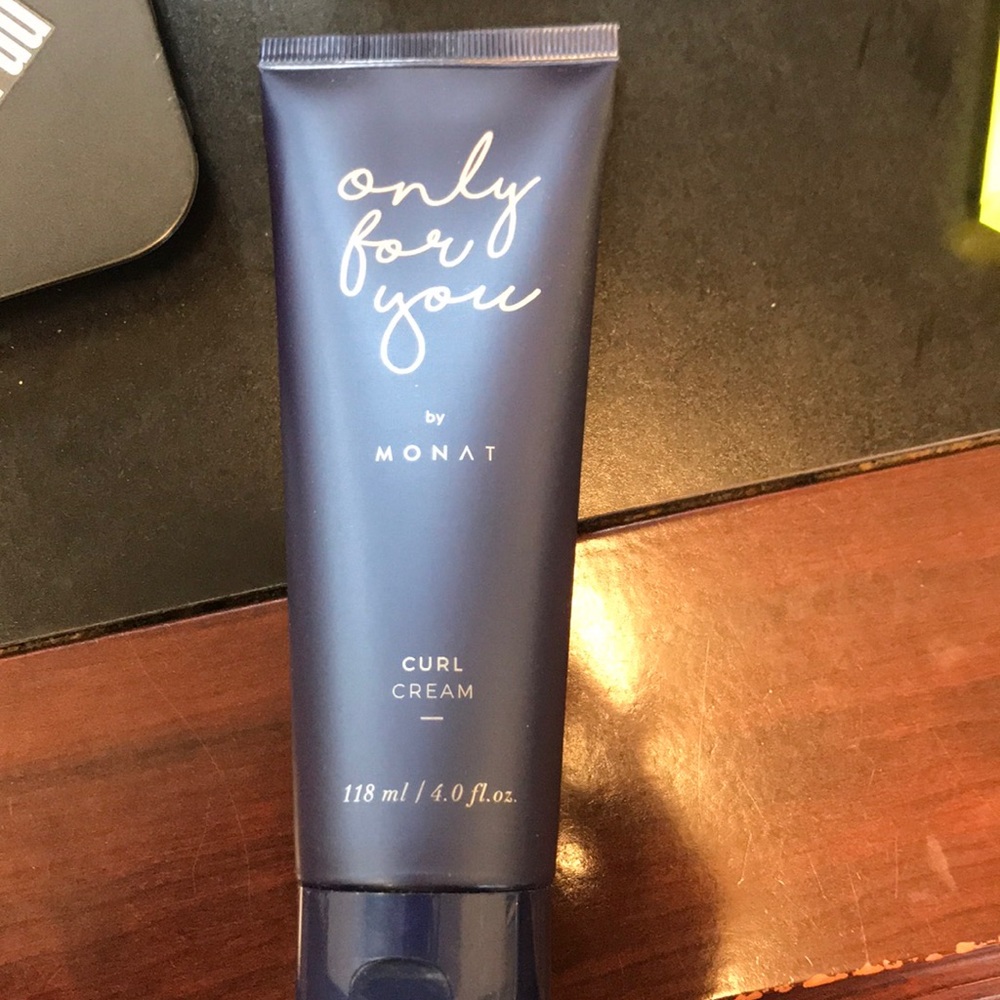 only
for
you
by
MONAT
CURL
CREAM
118 ml / 4.0 fl.oz.